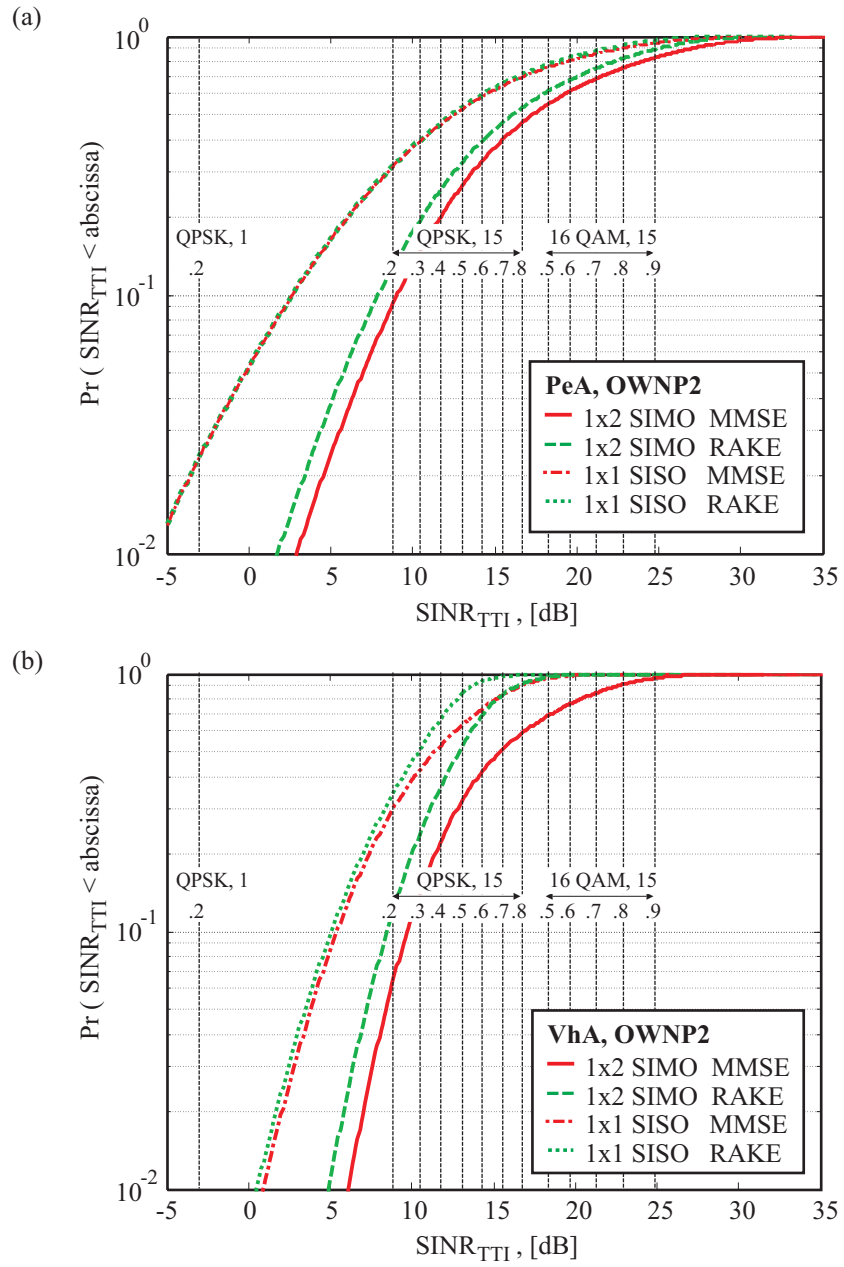 (a)
10^0
10^-1
10^-2
Pr ( SINR_TTI < abscissa)
QPSK, 1
QPSK, 15
16 QAM, 15
.2
.2 .3 .4 .5 .6 .7 .8 .5 .6 .7 .8 .9
PeA, OWNP2
1x2 SIMO MMSE
1x2 SIMO RAKE
1x1 SISO MMSE
1x1 SISO RAKE
-5 0 5 10 15 20 25 30 35
SINR_TTI , [dB]
(b)
10^0
10^-1
10^-2
Pr ( SINR_TTI < abscissa)
QPSK, 1
QPSK, 15
16 QAM, 15
.2
.2 .3 .4 .5 .6 .7 .8 .5 .6 .7 .8 .9
VhA, OWNP2
1x2 SIMO MMSE
1x2 SIMO RAKE
1x1 SISO MMSE
1x1 SISO RAKE
-5 0 5 10 15 20 25 30 35
SINR_TTI , [dB]